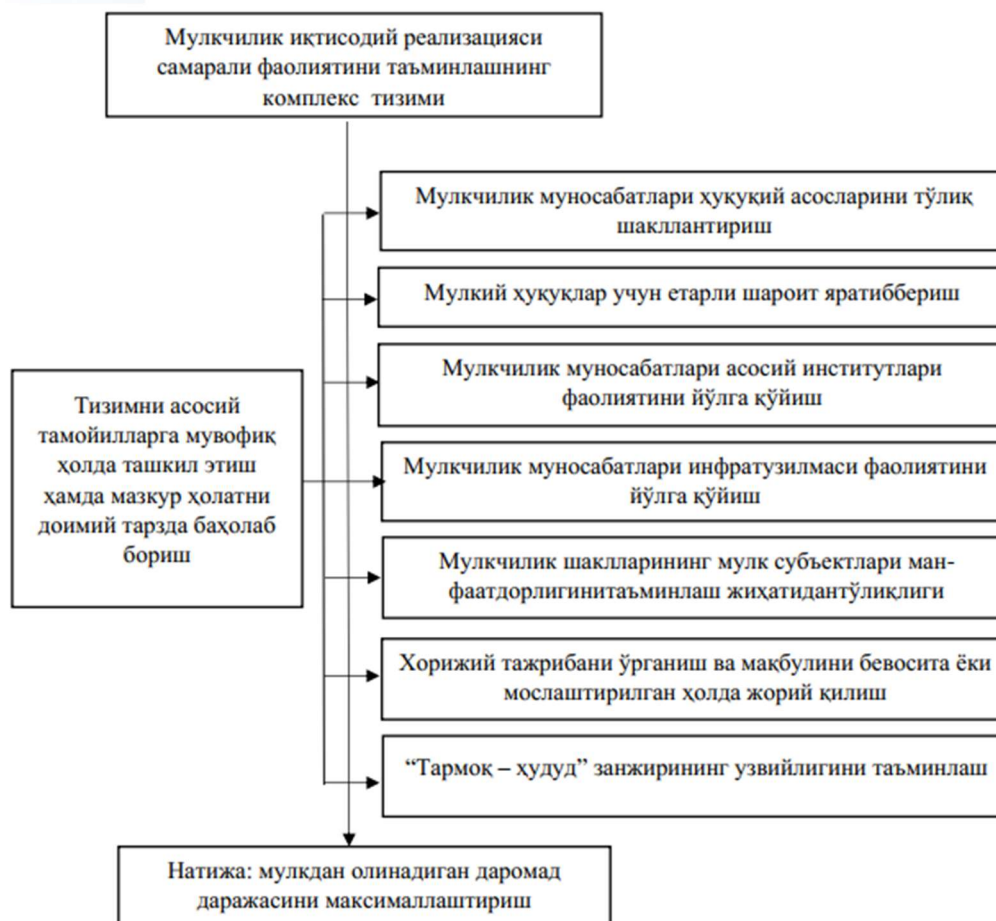 Мулкчилик иқтисодий реализацияси
самарали фаолиятини таъминлашнинг
комплекс тизими
Мулкчилик муносабатлари ҳуқуқий асосларини тўлиқ
шакллантириш
Мулкий ҳуқуқлар учун етарли шароит яратиббериш
Мулкчилик муносабатлари асосий институтлари
фаолиятини йўлга қўйиш
Тизимни асосий
тамойилларга мувофиқ
ҳолда ташкил этиш
ҳамда мазкур ҳолатни
доимий тарзда баҳолаб
бориш
Мулкчилик муносабатлари инфратузилмаси фаолиятини
йўлга қўйиш
Мулкчилик шаклларининг мулк субъектлари ман-
фаатдорлигинитаъминлаш жиҳатидантўлиқлиги
Хорижий тажрибани ўрганиш ва мақбулини бевосита ёки
мослаштирилган ҳолда жорий қилиш
“Тармоқ – ҳудуд” занжирининг узвийлигини таъминлаш
Натижа: мулкдан олинадиган даромад
даражасини максималлаштириш